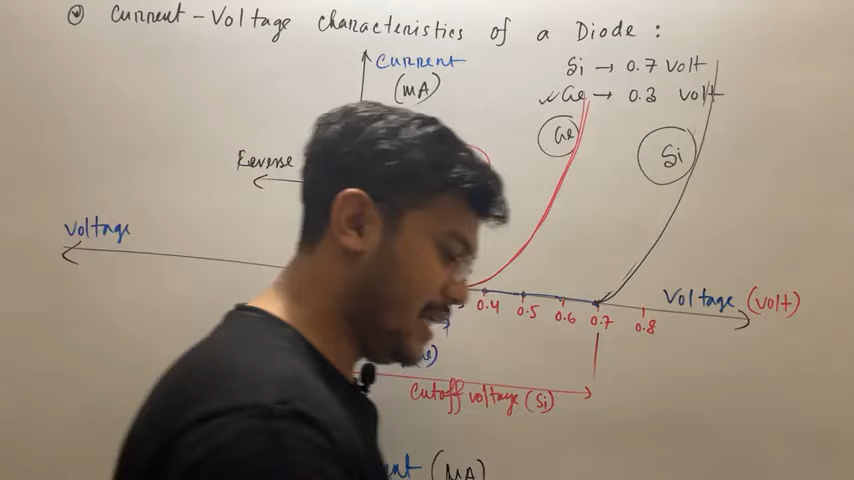 Current-Voltage Characteristics of a Diode :
Current
(mA)
Si → 0.7 Volt
✓ Ge → 0.3 volt
Ge
Si
Reverse
Voltage
0.4 0.5 0.6 0.7 0.8
Voltage (volt)
Cutoff voltage (Si)
(μA)